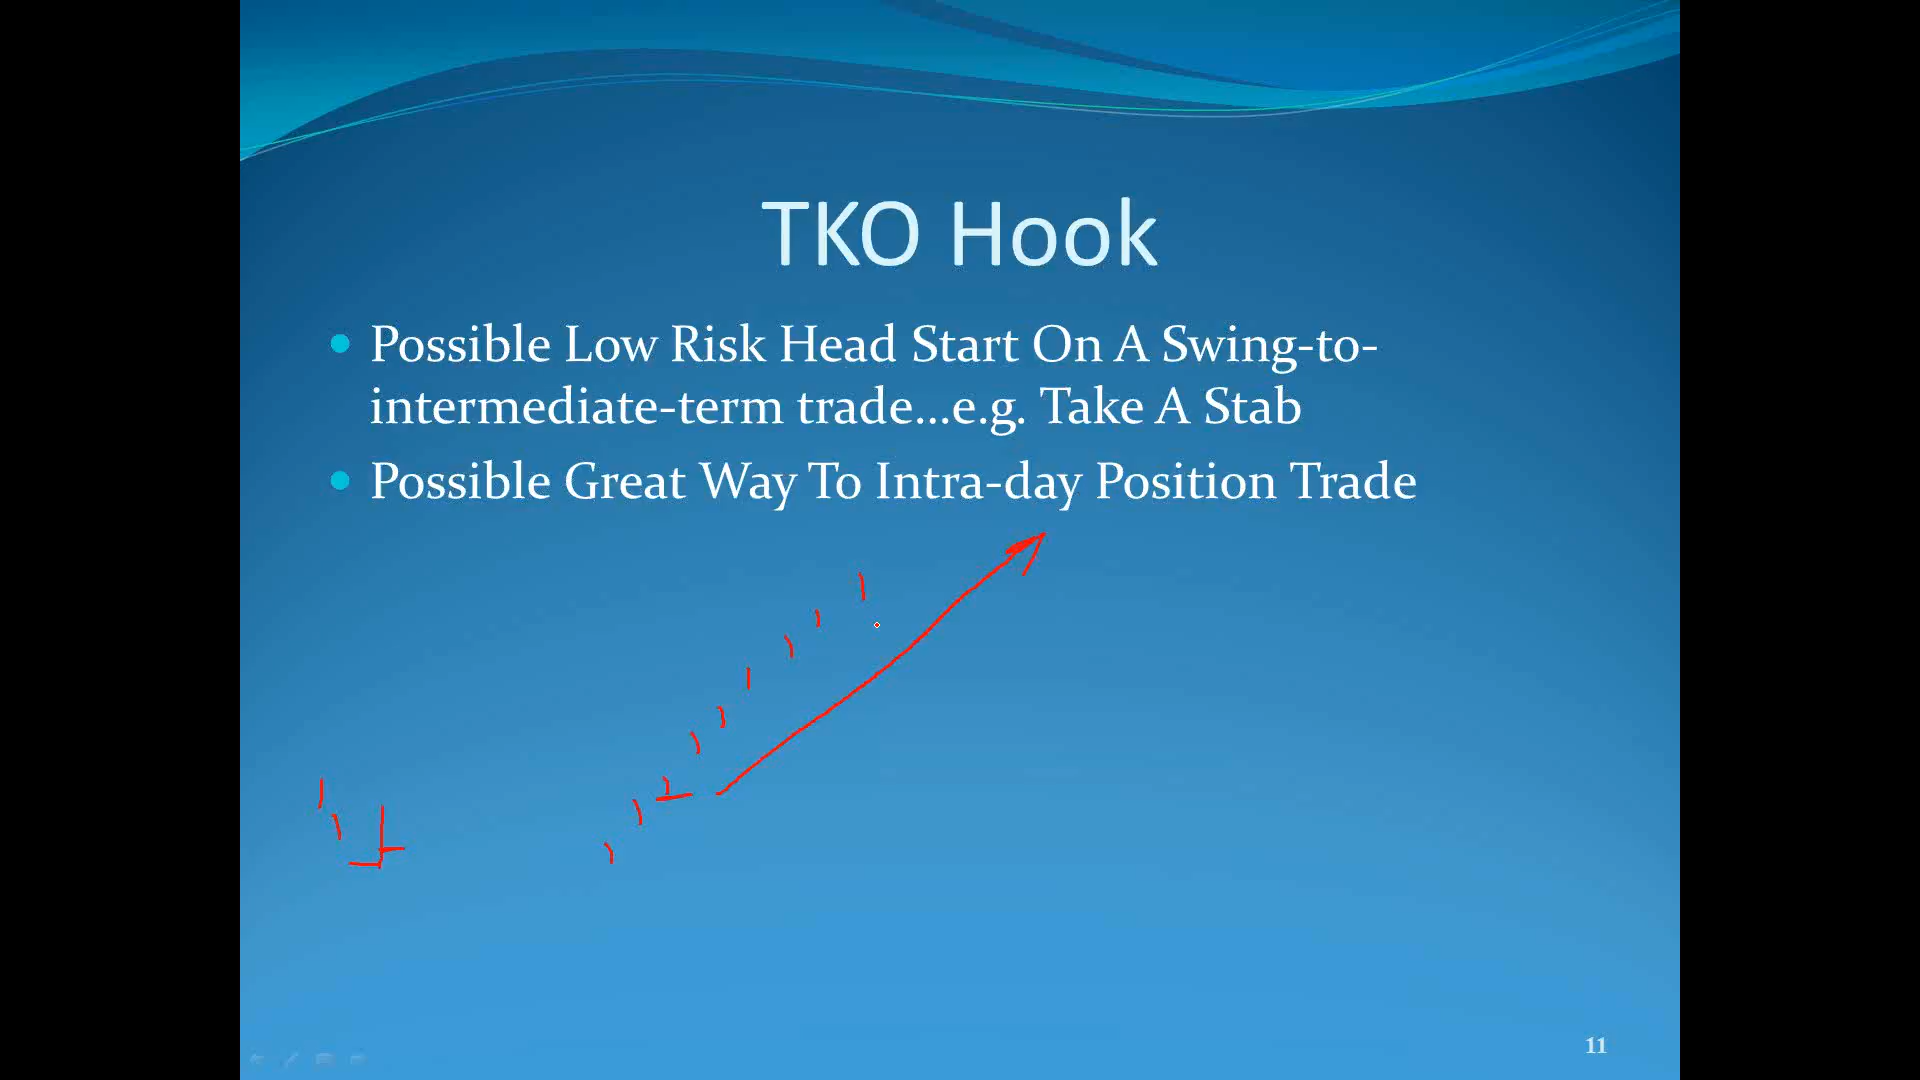 TKO Hook
Possible Low Risk Head Start On A Swing-to-
intermediate-term trade...e.g. Take A Stab
Possible Great Way To Intra-day Position Trade
11